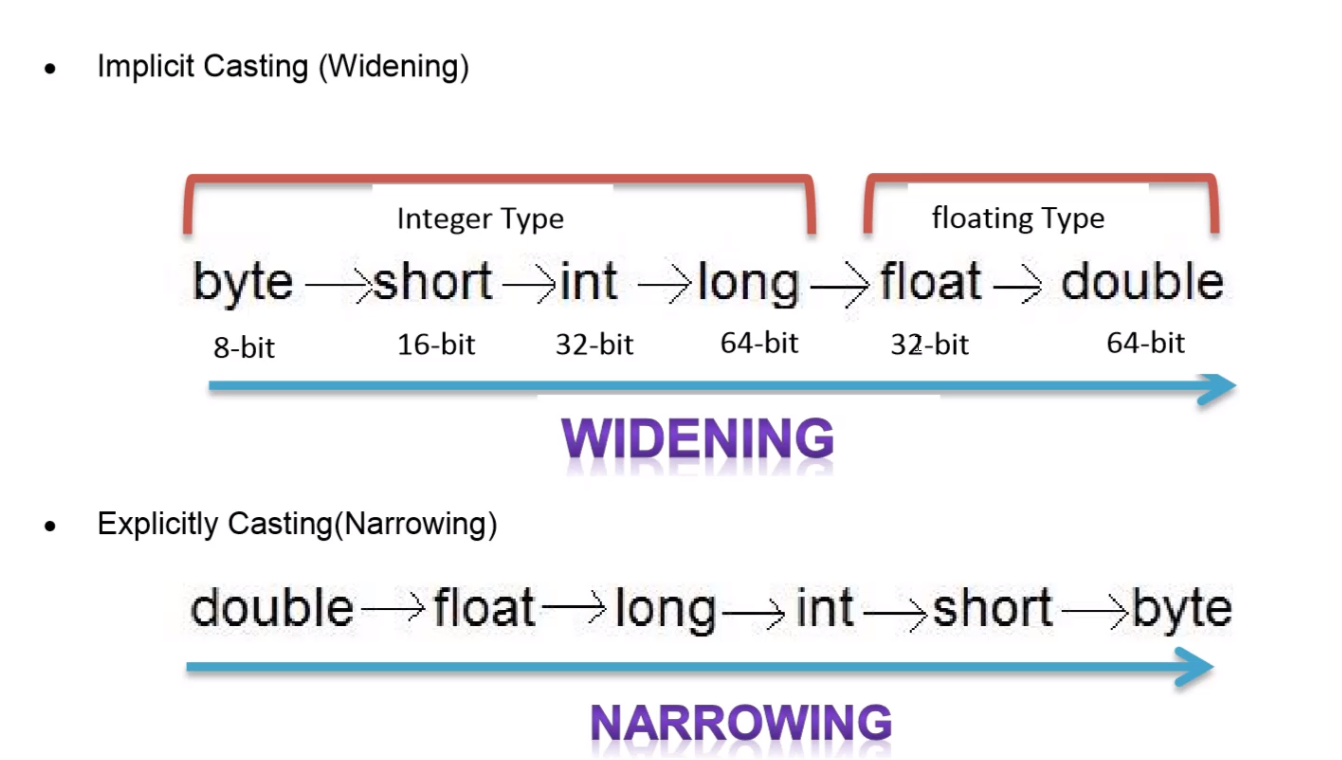 • Implicit Casting (Widening)
Integer Type floating Type
byte → short → int → long → float → double
8-bit 16-bit 32-bit 64-bit 32-bit 64-bit
WIDENING
• Explicitly Casting(Narrowing)
double → float → long → int → short → byte
NARROWING